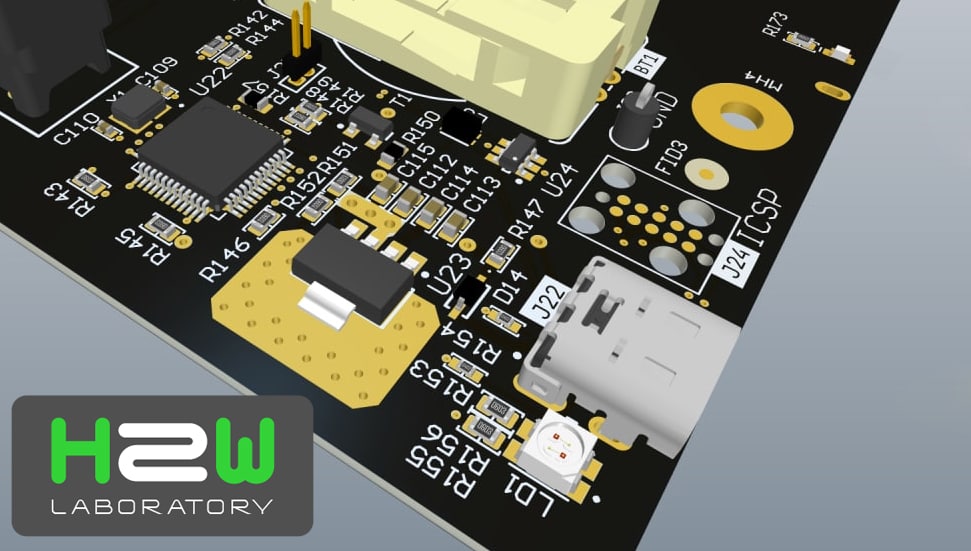 R142
R144
C109
U22
C110
R143
R145
R146
R148
R149
T1
R150
C115
C112
C114
C113
R151
R152
U23
U24
R147
D14
J22
R154
R153
R156
R155
LD1
BT1
GND
MH4
FID3
R173
ICSP
J24
H2W
LABORATORY